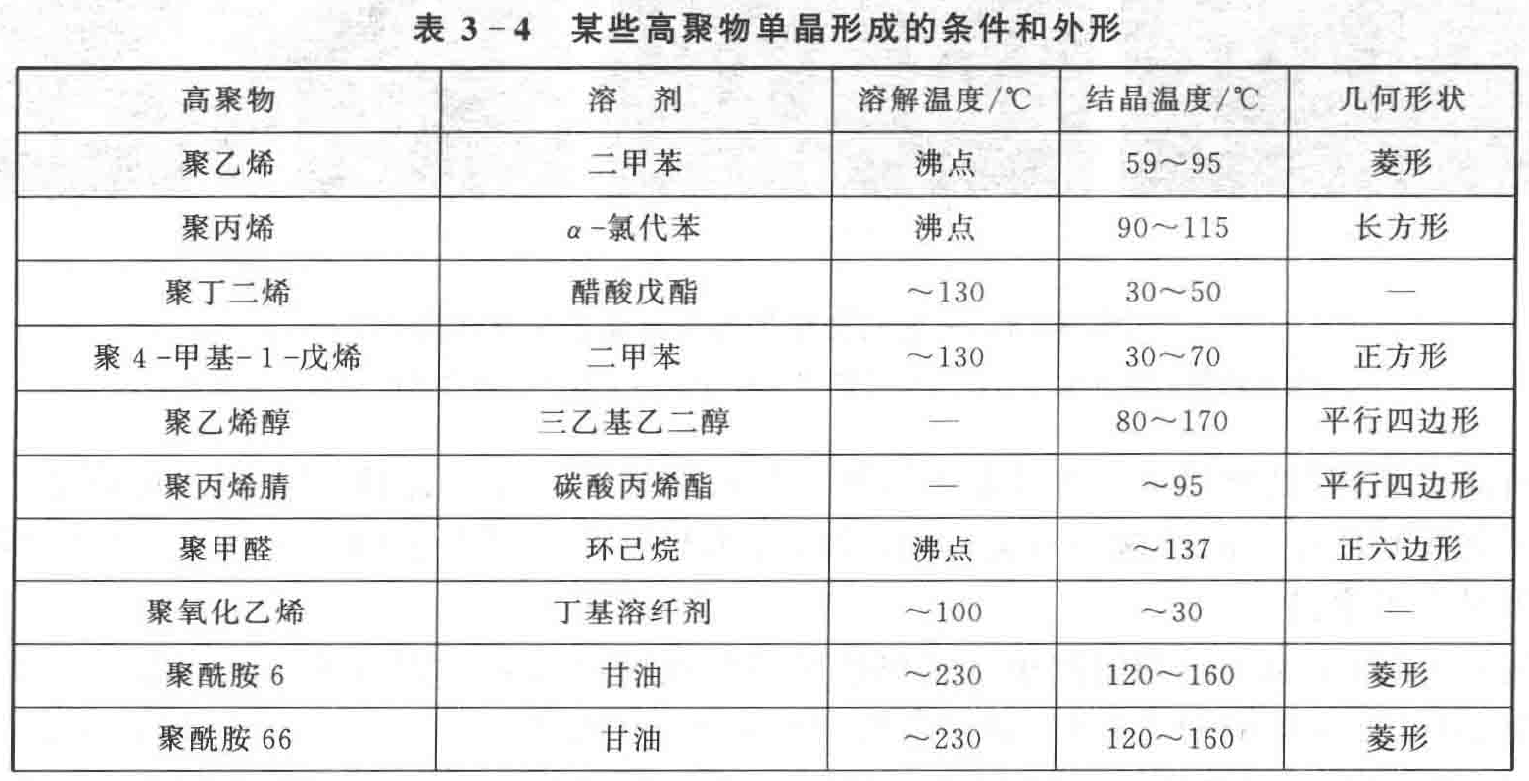 表 3-4 某些高聚物单晶形成的条件和外形
高聚物 溶 剂 溶解温度/℃ 结晶温度/℃ 几何形状
聚乙烯 二甲苯 沸点 59～95 菱形
聚丙烯 α-氯代苯 沸点 90～115 长方形
聚丁二烯 醋酸戊酯 ～130 30～50 —
聚 4-甲基-1-戊烯 二甲苯 ～130 30～70 正方形
聚乙烯醇 三乙基乙二醇 — 80～170 平行四边形
聚丙烯腈 碳酸丙烯酯 — ～95 平行四边形
聚甲醛 环己烷 沸点 ～137 正六边形
聚氧化乙烯 丁基溶纤剂 ～100 ～30 —
聚酰胺 6 甘油 ～230 120～160 菱形
聚酰胺 66 甘油 ～230 120～160 菱形